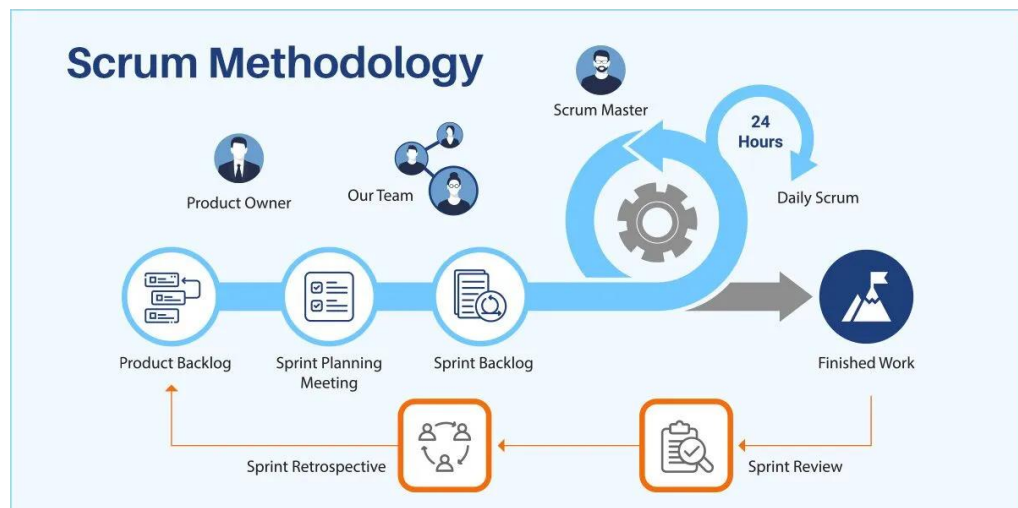 Scrum Methodology
Scrum Master
24
Hours
Product Owner
Our Team
Daily Scrum
Product Backlog
Sprint Planning
Meeting
Sprint Backlog
Finished Work
Sprint Retrospective
Sprint Review